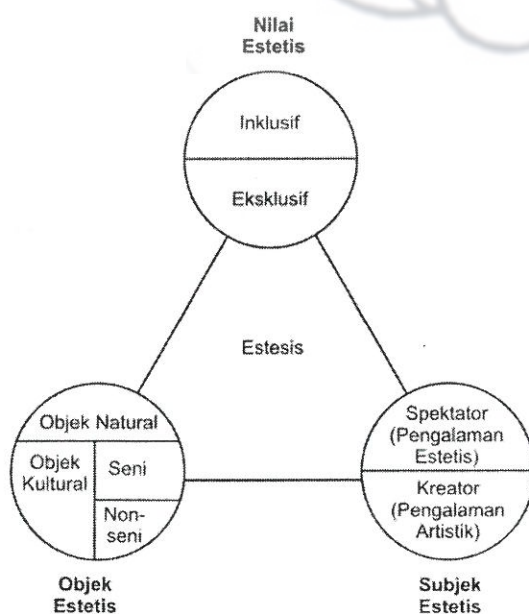 Nilai
Estetis
Inklusif
Eksklusif
Estesis
Objek Natural
Objek
Kultural
Seni
Non-
seni
Objek
Estetis
Spektator
(Pengalaman
Estetis)
Kreator
(Pengalaman
Artistik)
Subjek
Estetis